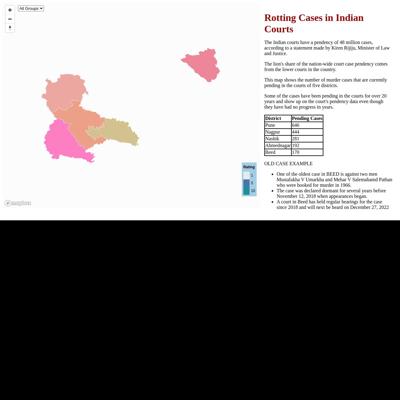 All Groups
Rotting Cases in Indian
Courts
The Indian courts have a pendency of 48 million cases,
according to a statement made by Kiren Rijiju, Minister of Law
and Justice.
The lion's share of the nation-wide court case pendency comes
from the lower courts in the country.
This map shows the number of murder cases that are currently
pending in the courts of five districts.
Some of the cases have been pending in the courts for over 20
years and show up on the court's pendency data even though
they have had no progress in years.
District Pending Cases
Pune 646
Nagpur 444
Nashik 281
Ahmednagar 192
Beed 170
OLD CASE EXAMPLE
One of the oldest case in BEED is against two men
Mustafakha V Umarkha and Mehar V Salemahamd Pathan
who were booked for murder in 1966.
The case was declared dormant for several years before
November 12, 2018 when appearances began.
A court in Beed has held regular hearings for the case
since 2018 and will next be heard on December 27, 2022
Rating
1
5
10
mapbox